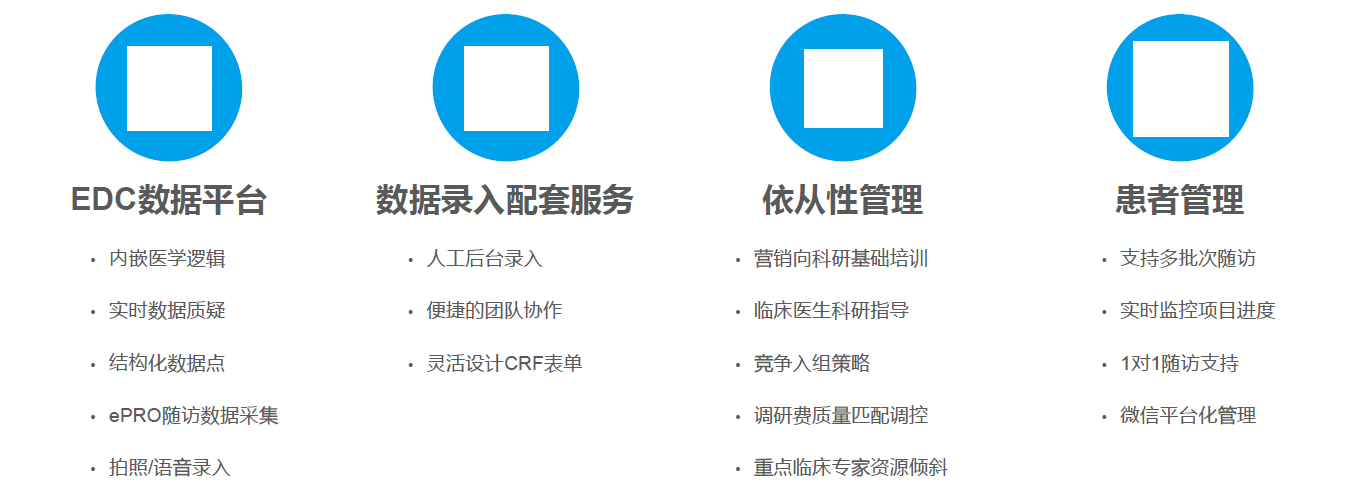 EDC数据平台
• 内嵌医学逻辑
• 实时数据质疑
• 结构化数据点
• ePRO随访数据采集
• 拍照/语音录入
数据录入配套服务
• 人工后台录入
• 便捷的团队协作
• 灵活设计CRF表单
依从性管理
• 营销向科研基础培训
• 临床医生科研指导
• 竞争入组策略
• 调研费质量匹配调控
• 重点临床专家资源倾斜
患者管理
• 支持多批次随访
• 实时监控项目进度
• 1对1随访支持
• 微信平台化管理